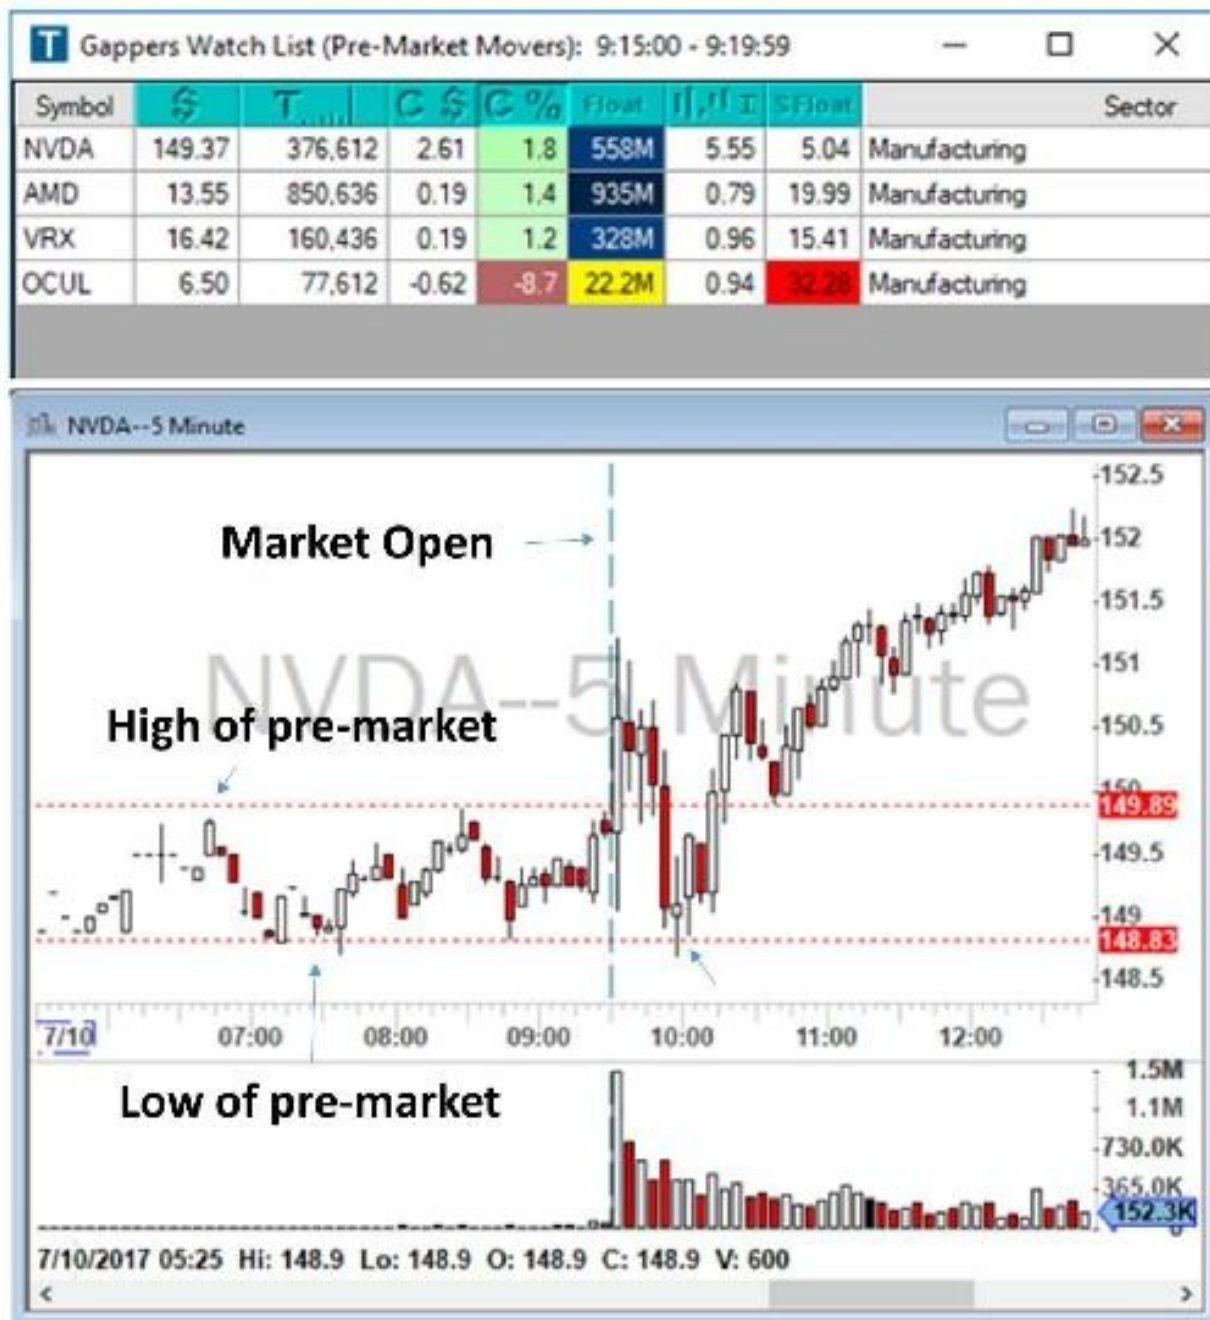 T Gappers Watch List (Pre-Market Movers): 9:15:00 - 9:19:59
Symbol $ T C $ C % Float SFloat Sector
NVDA 149.37 376,612 2.61 1.8 558M 5.55 5.04 Manufacturing
AMD 13.55 850,636 0.19 1.4 935M 0.79 19.99 Manufacturing
VRX 16.42 160,436 0.19 1.2 328M 0.96 15.41 Manufacturing
OCUL 6.50 77,612 -0.62 -8.7 22.2M 0.94 32.28 Manufacturing
NVDA--5 Minute
152.5
Market Open
152
151.5
NVDA--5 Minute
151
High of pre-market
150.5
150
149.89
149.5
149
148.83
148.5
7/10 07:00 08:00 09:00 10:00 11:00 12:00
1.5M
Low of pre-market
1.1M
730.0K
365.0K
152.3K
0
7/10/2017 05:25 Hi: 148.9 Lo: 148.9 O: 148.9 C: 148.9 V: 600